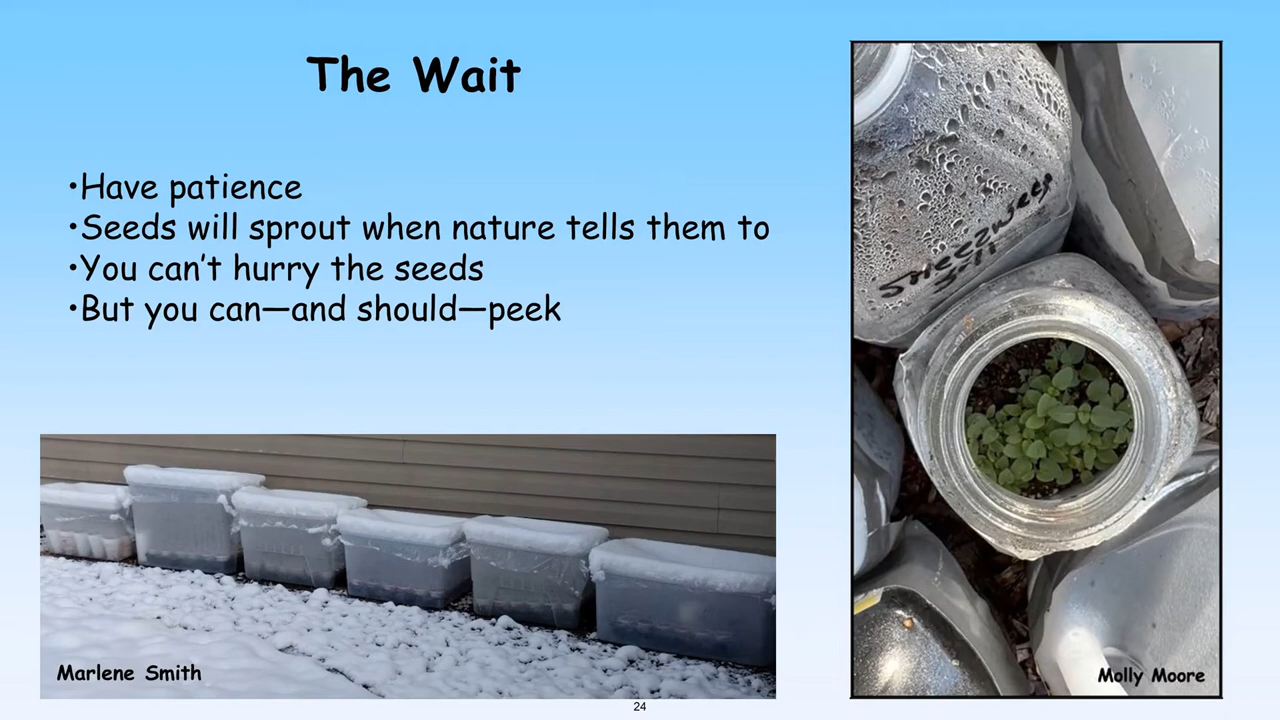 The Wait
•Have patience
•Seeds will sprout when nature tells them to
•You can’t hurry the seeds
•But you can—and should—peek
Sneezweed
Marlene Smith
Molly Moore
24